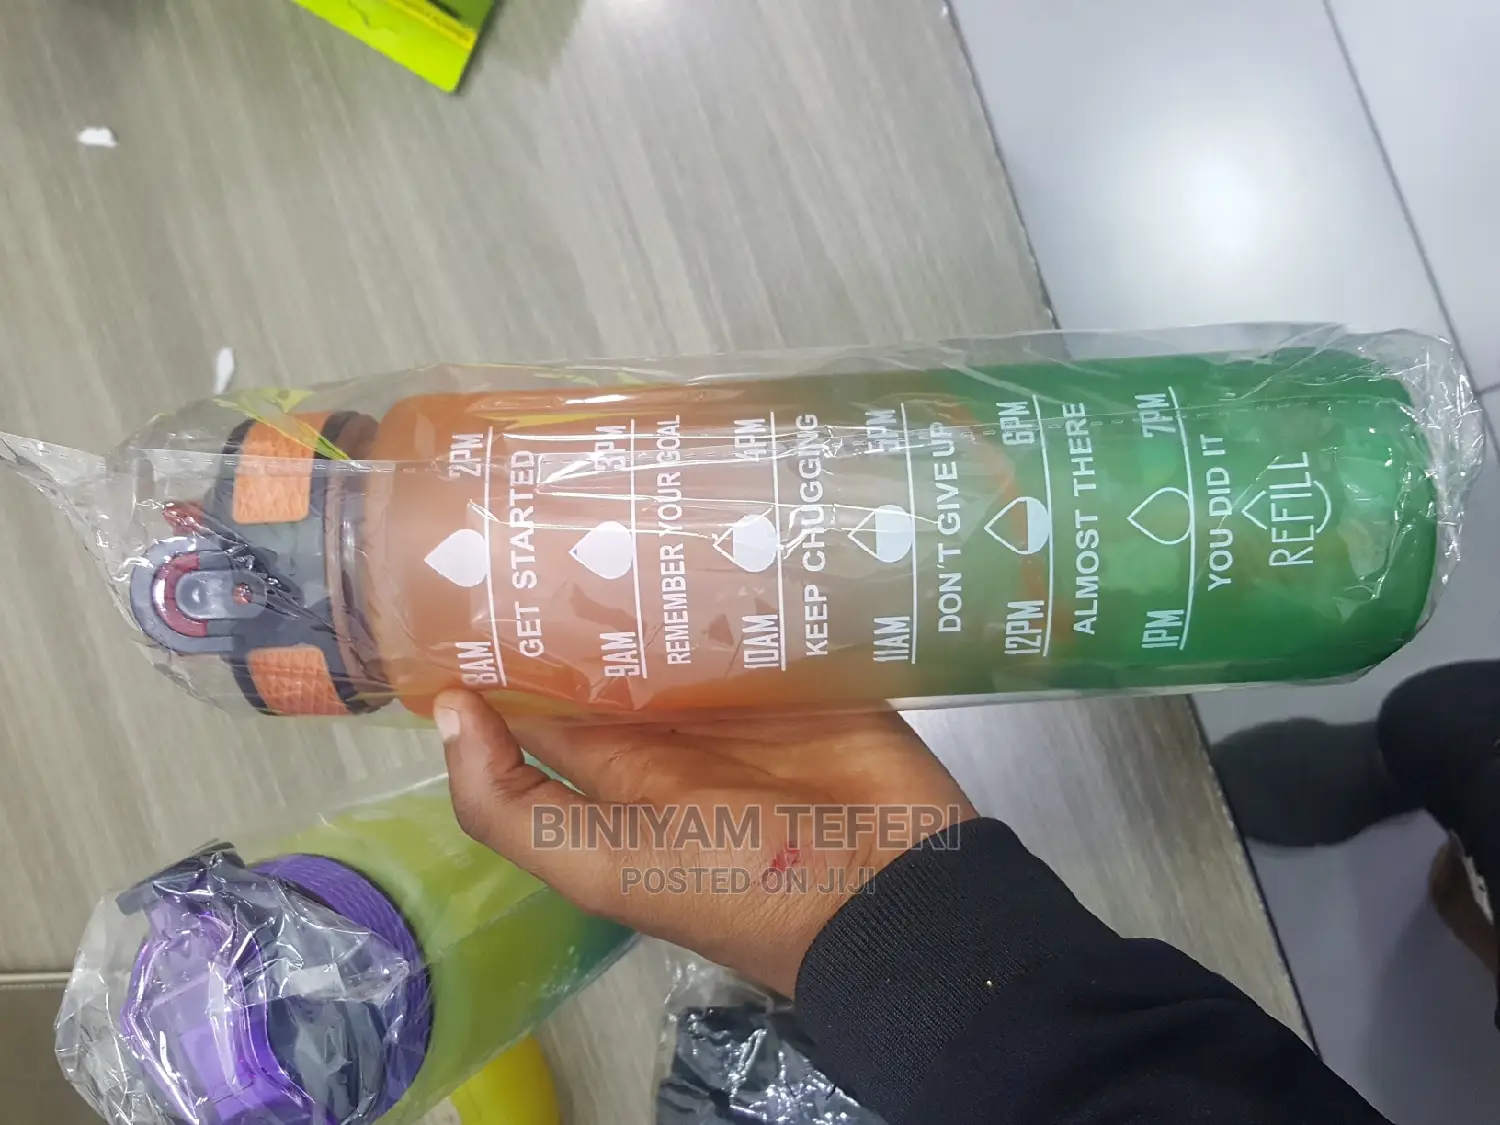 8AM 2PM
GET STARTED
9AM 3PM
REMEMBER YOUR GOAL
10AM 4PM
KEEP CHUGGING
11AM 5PM
DON'T GIVE UP
12PM 6PM
ALMOST THERE
1PM 7PM
YOU DID IT
REFILL
BINIYAM TEFERI
POSTED ON JIJI